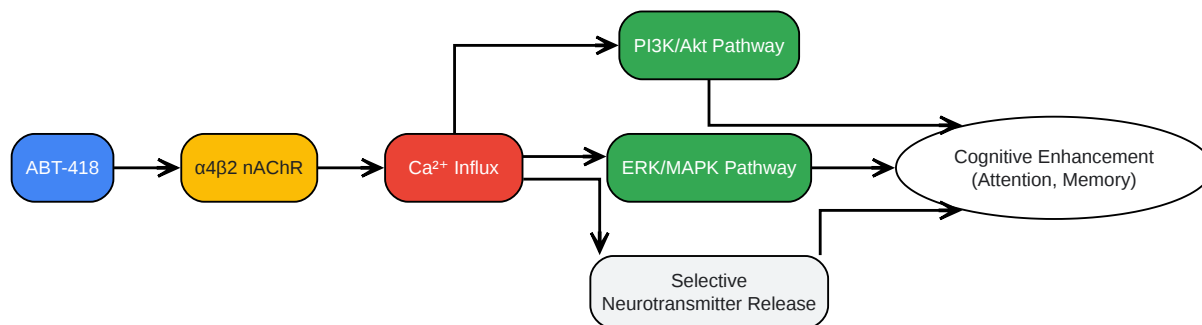 PI3K/Akt Pathway
ABT-418
α4β2 nAChR
Ca²⁺ Influx
ERK/MAPK Pathway
Cognitive Enhancement
(Attention, Memory)
Selective
Neurotransmitter Release